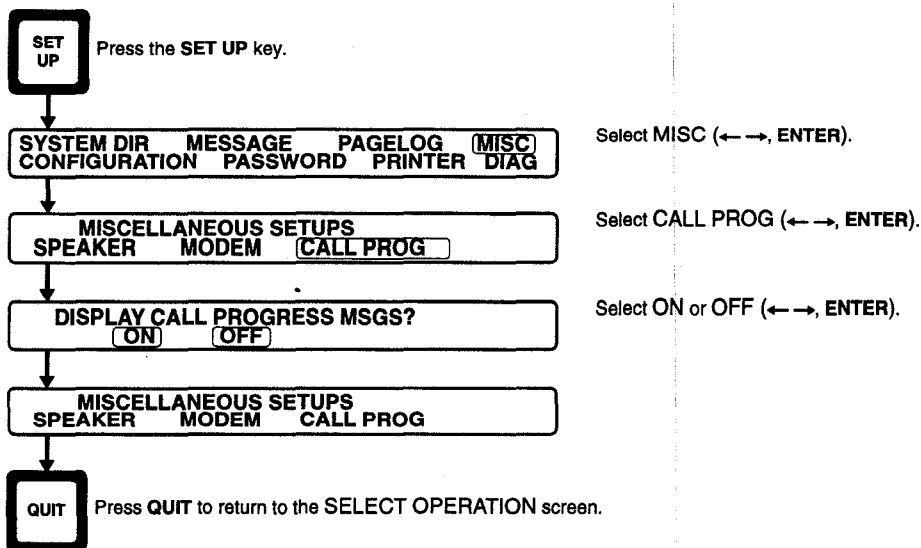 SET
UP
Press the SET UP key.
SYSTEM DIR MESSAGE PAGELOG MISC
CONFIGURATION PASSWORD PRINTER DIAG
Select MISC (← →, ENTER).
MISCELLANEOUS SETUPS
SPEAKER MODEM CALL PROG
Select CALL PROG (← →, ENTER).
DISPLAY CALL PROGRESS MSGS?
ON OFF
Select ON or OFF (← →, ENTER).
MISCELLANEOUS SETUPS
SPEAKER MODEM CALL PROG
QUIT
Press QUIT to return to the SELECT OPERATION screen.